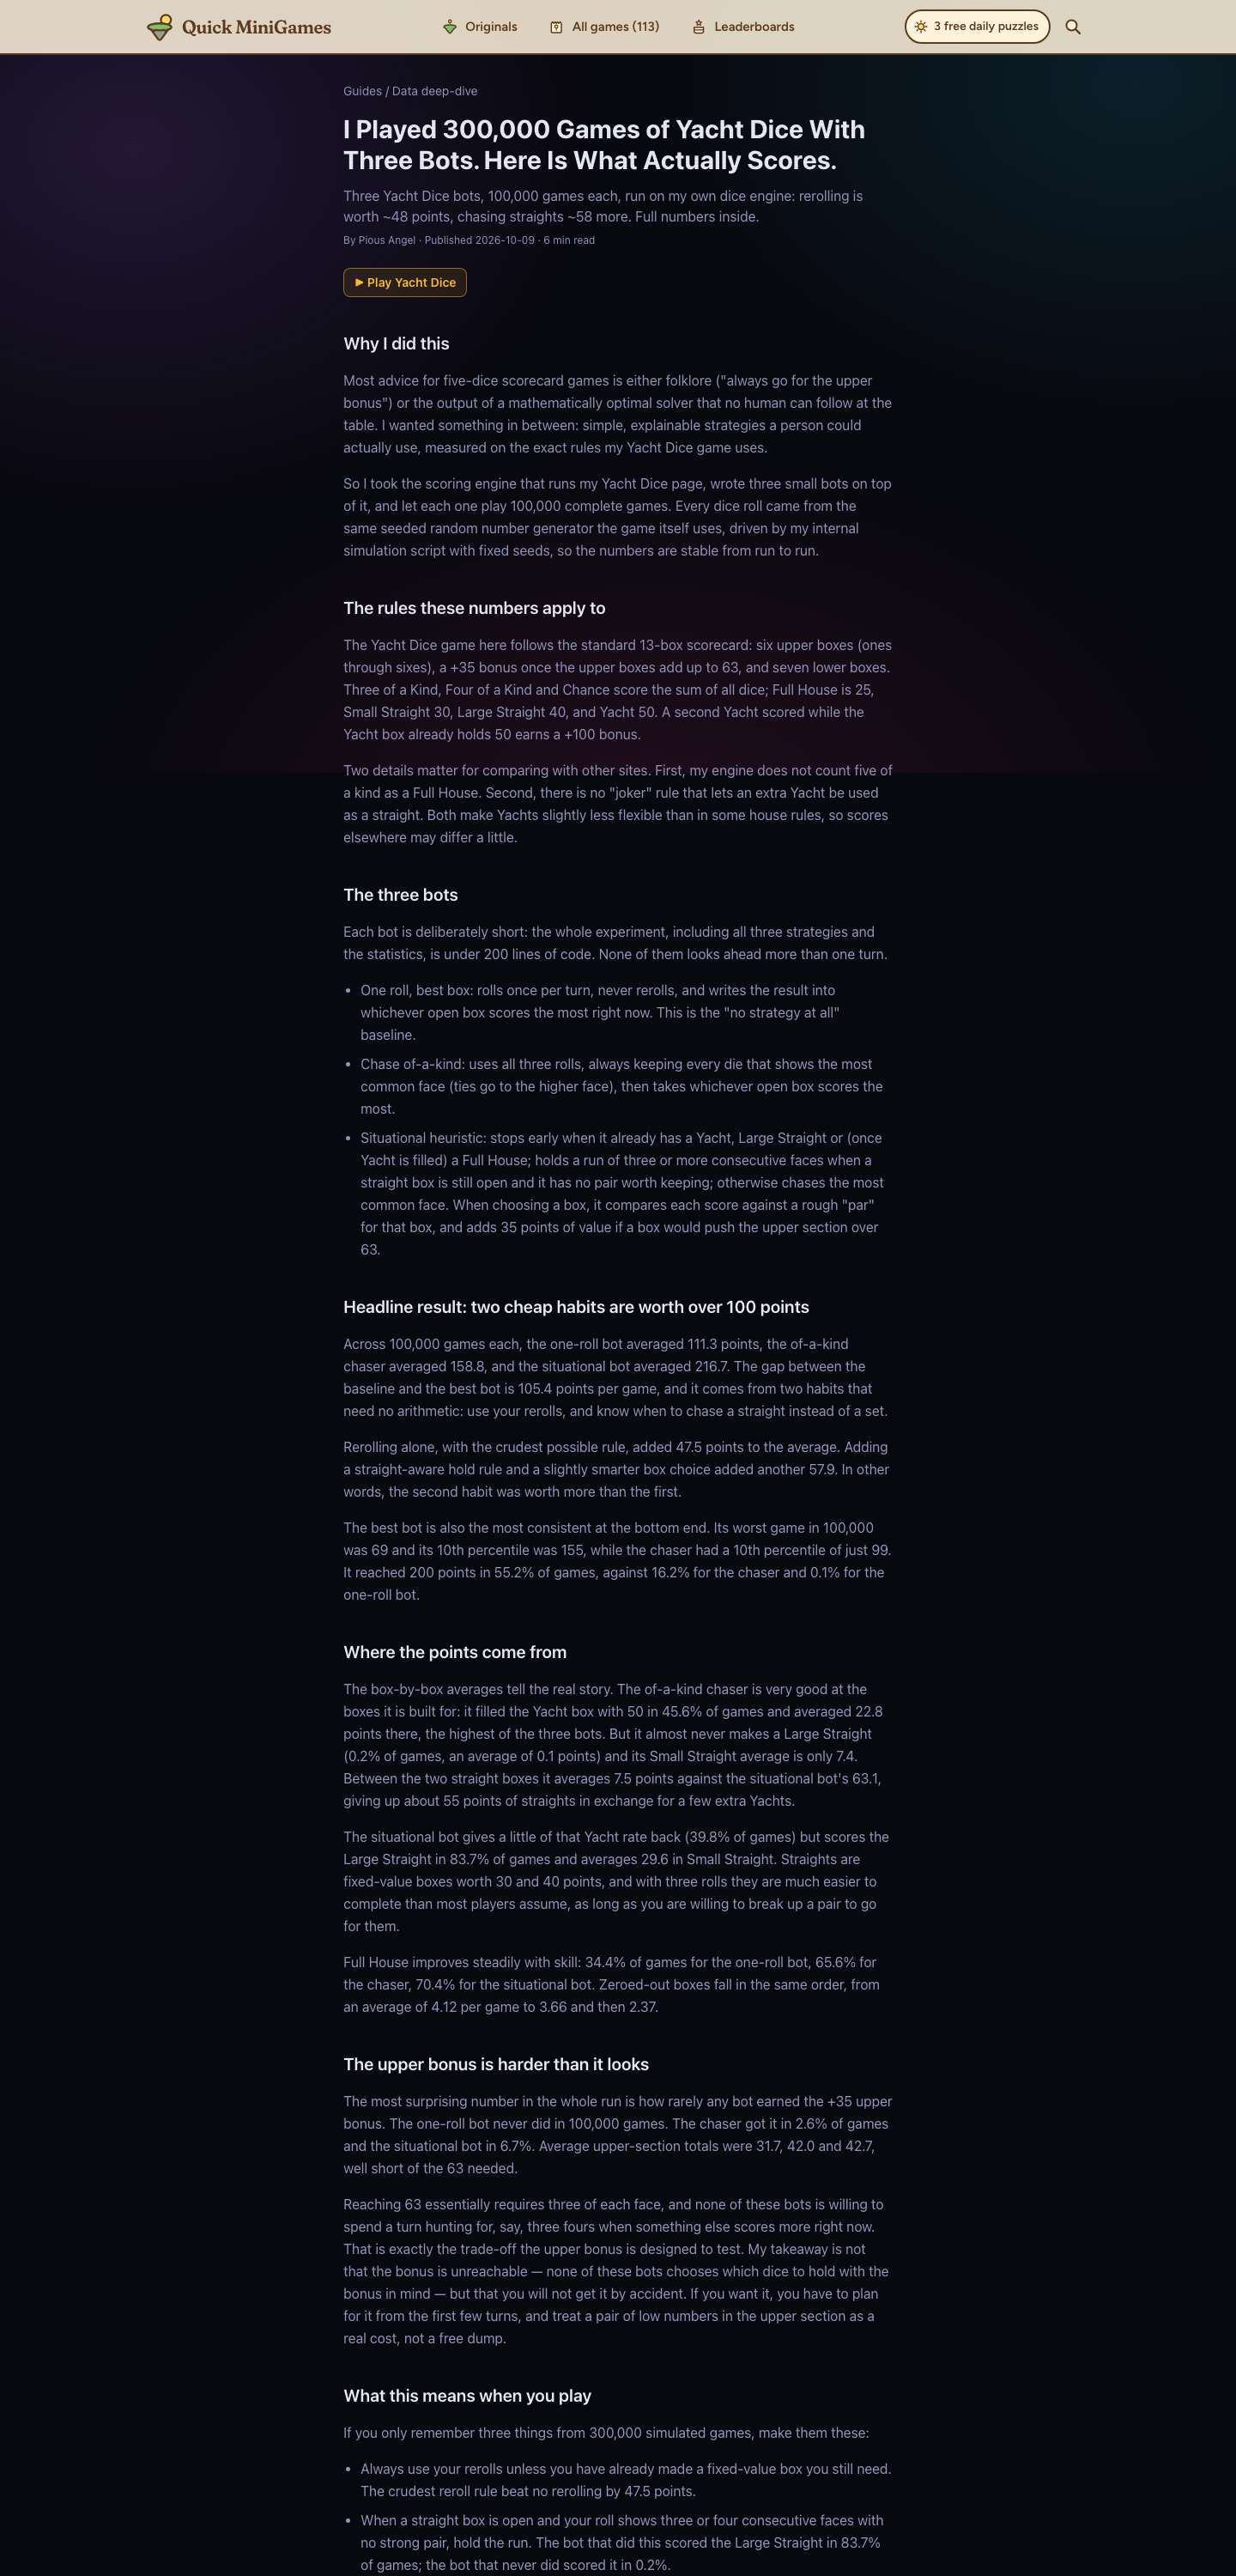 Quick MiniGames
Originals
All games (113)
Leaderboards
3 free daily puzzles
Guides / Data deep-dive
I Played 300,000 Games of Yacht Dice With
Three Bots. Here Is What Actually Scores.
Three Yacht Dice bots, 100,000 games each, run on my own dice engine: rerolling is
worth ~48 points, chasing straights ~58 more. Full numbers inside.
By Pious Angel · Published 2026-10-09 · 6 min read
Play Yacht Dice
Why I did this
Most advice for five-dice scorecard games is either folklore ("always go for the upper
bonus") or the output of a mathematically optimal solver that no human can follow at the
table. I wanted something in between: simple, explainable strategies a person could
actually use, measured on the exact rules my Yacht Dice game uses.
So I took the scoring engine that runs my Yacht Dice page, wrote three small bots on top
of it, and let each one play 100,000 complete games. Every dice roll came from the
same seeded random number generator the game itself uses, driven by my internal
simulation script with fixed seeds, so the numbers are stable from run to run.
The rules these numbers apply to
The Yacht Dice game here follows the standard 13-box scorecard: six upper boxes (ones
through sixes), a +35 bonus once the upper boxes add up to 63, and seven lower boxes.
Three of a Kind, Four of a Kind and Chance score the sum of all dice; Full House is 25,
Small Straight 30, Large Straight 40, and Yacht 50. A second Yacht scored while the
Yacht box already holds 50 earns a +100 bonus.
Two details matter for comparing with other sites. First, my engine does not count five of
a kind as a Full House. Second, there is no "joker" rule that lets an extra Yacht be used
as a straight. Both make Yachts slightly less flexible than in some house rules, so scores
elsewhere may differ a little.
The three bots
Each bot is deliberately short: the whole experiment, including all three strategies and
the statistics, is under 200 lines of code. None of them looks ahead more than one turn.
• One roll, best box: rolls once per turn, never rerolls, and writes the result into
whichever open box scores the most right now. This is the "no strategy at all"
baseline.
• Chase of-a-kind: uses all three rolls, always keeping every die that shows the most
common face (ties go to the higher face), then takes whichever open box scores the
most.
• Situational heuristic: stops early when it already has a Yacht, Large Straight or (once
Yacht is filled) a Full House; holds a run of three or more consecutive faces when a
straight box is still open and it has no pair worth keeping; otherwise chases the most
common face. When choosing a box, it compares each score against a rough "par"
for that box, and adds 35 points of value if a box would push the upper section over
63.
Headline result: two cheap habits are worth over 100 points
Across 100,000 games each, the one-roll bot averaged 111.3 points, the of-a-kind
chaser averaged 158.8, and the situational bot averaged 216.7. The gap between the
baseline and the best bot is 105.4 points per game, and it comes from two habits that
need no arithmetic: use your rerolls, and know when to chase a straight instead of a set.
Rerolling alone, with the crudest possible rule, added 47.5 points to the average. Adding
a straight-aware hold rule and a slightly smarter box choice added another 57.9. In other
words, the second habit was worth more than the first.
The best bot is also the most consistent at the bottom end. Its worst game in 100,000
was 69 and its 10th percentile was 155, while the chaser had a 10th percentile of just 99.
It reached 200 points in 55.2% of games, against 16.2% for the chaser and 0.1% for the
one-roll bot.
Where the points come from
The box-by-box averages tell the real story. The of-a-kind chaser is very good at the
boxes it is built for: it filled the Yacht box with 50 in 45.6% of games and averaged 22.8
points there, the highest of the three bots. But it almost never makes a Large Straight
(0.2% of games, an average of 0.1 points) and its Small Straight average is only 7.4.
Between the two straight boxes it averages 7.5 points against the situational bot's 63.1,
giving up about 55 points of straights in exchange for a few extra Yachts.
The situational bot gives a little of that Yacht rate back (39.8% of games) but scores the
Large Straight in 83.7% of games and averages 29.6 in Small Straight. Straights are
fixed-value boxes worth 30 and 40 points, and with three rolls they are much easier to
complete than most players assume, as long as you are willing to break up a pair to go
for them.
Full House improves steadily with skill: 34.4% of games for the one-roll bot, 65.6% for
the chaser, 70.4% for the situational bot. Zeroed-out boxes fall in the same order, from
an average of 4.12 per game to 3.66 and then 2.37.
The upper bonus is harder than it looks
The most surprising number in the whole run is how rarely any bot earned the +35 upper
bonus. The one-roll bot never did in 100,000 games. The chaser got it in 2.6% of games
and the situational bot in 6.7%. Average upper-section totals were 31.7, 42.0 and 42.7,
well short of the 63 needed.
Reaching 63 essentially requires three of each face, and none of these bots is willing to
spend a turn hunting for, say, three fours when something else scores more right now.
That is exactly the trade-off the upper bonus is designed to test. My takeaway is not
that the bonus is unreachable — none of these bots chooses which dice to hold with the
bonus in mind — but that you will not get it by accident. If you want it, you have to plan
for it from the first few turns, and treat a pair of low numbers in the upper section as a
real cost, not a free dump.
What this means when you play
If you only remember three things from 300,000 simulated games, make them these:
• Always use your rerolls unless you have already made a fixed-value box you still need.
The crudest reroll rule beat no rerolling by 47.5 points.
• When a straight box is open and your roll shows three or four consecutive faces with
no strong pair, hold the run. The bot that did this scored the Large Straight in 83.7%
of games; the bot that never did scored it in 0.2%.